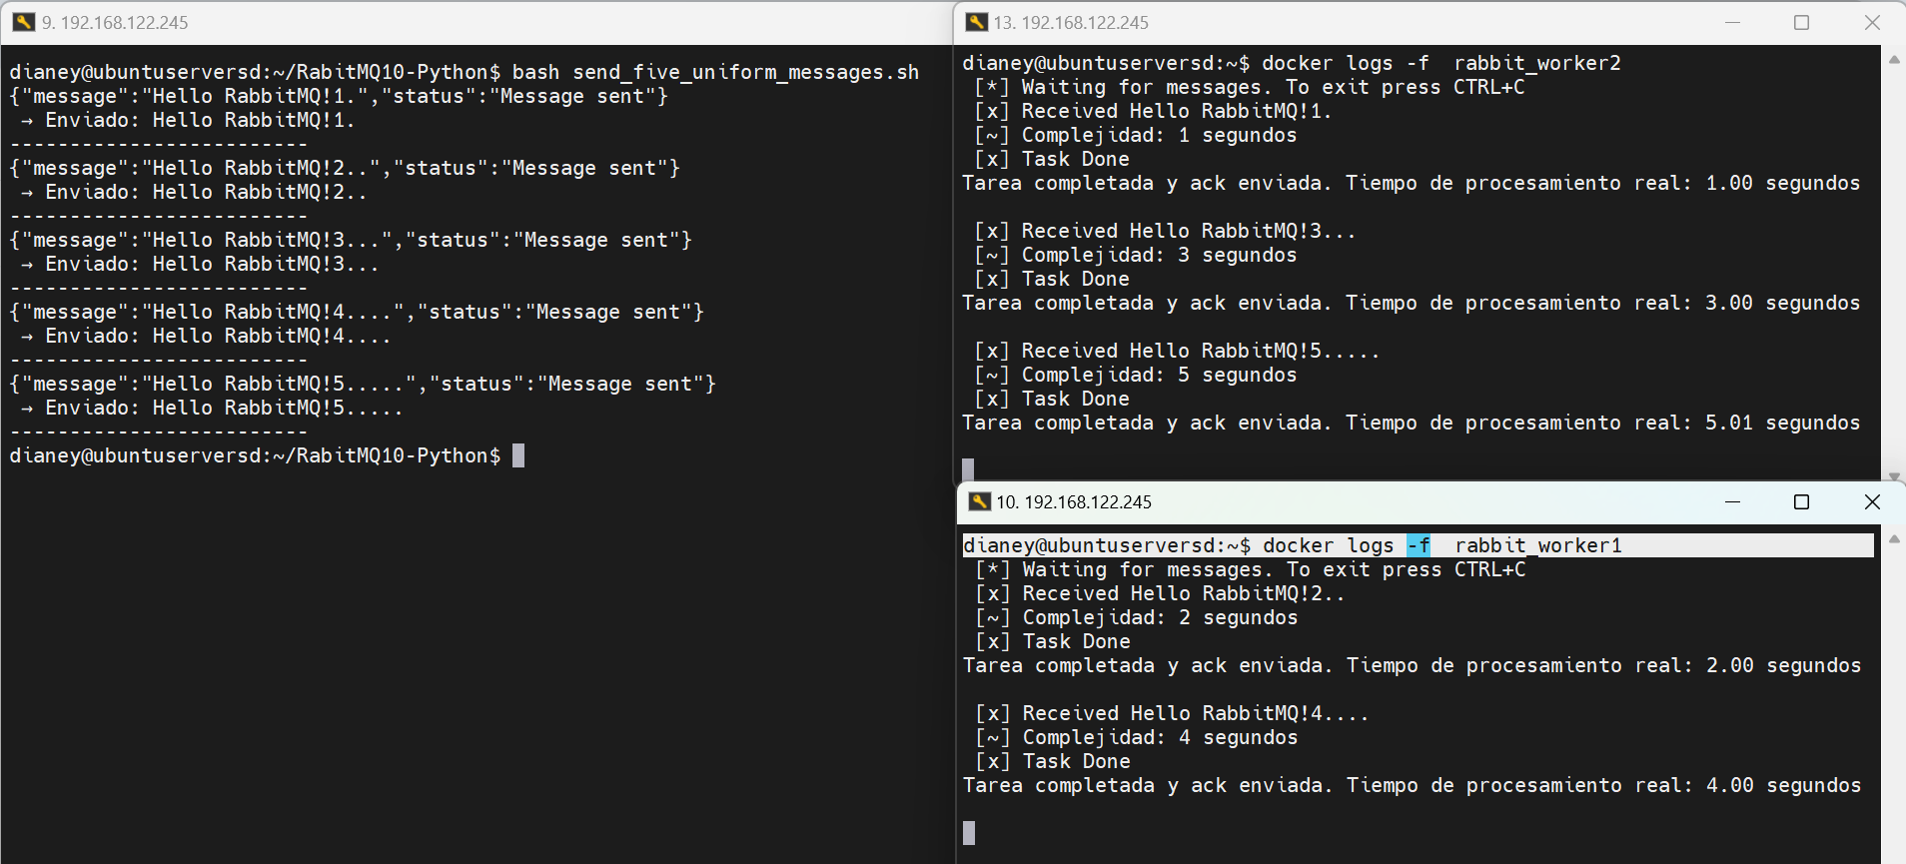 9. 192.168.122.245
dianey@ubuntuserversd:~/RabitMQ10-Python$ bash send_five_uniform_messages.sh
{"message":"Hello RabbitMQ!1.","status":"Message sent"}
→ Enviado: Hello RabbitMQ!1.
-------------------------
{"message":"Hello RabbitMQ!2..","status":"Message sent"}
→ Enviado: Hello RabbitMQ!2..
-------------------------
{"message":"Hello RabbitMQ!3...","status":"Message sent"}
→ Enviado: Hello RabbitMQ!3...
-------------------------
{"message":"Hello RabbitMQ!4....","status":"Message sent"}
→ Enviado: Hello RabbitMQ!4....
-------------------------
{"message":"Hello RabbitMQ!5.....","status":"Message sent"}
→ Enviado: Hello RabbitMQ!5.....
-------------------------
dianey@ubuntuserversd:~/RabitMQ10-Python$
13. 192.168.122.245
dianey@ubuntuserversd:~$ docker logs -f  rabbit_worker2
[*] Waiting for messages. To exit press CTRL+C
[x] Received Hello RabbitMQ!1.
[~] Complejidad: 1 segundos
[x] Task Done
Tarea completada y ack enviada. Tiempo de procesamiento real: 1.00 segundos
[x] Received Hello RabbitMQ!3...
[~] Complejidad: 3 segundos
[x] Task Done
Tarea completada y ack enviada. Tiempo de procesamiento real: 3.00 segundos
[x] Received Hello RabbitMQ!5.....
[~] Complejidad: 5 segundos
[x] Task Done
Tarea completada y ack enviada. Tiempo de procesamiento real: 5.01 segundos
10. 192.168.122.245
dianey@ubuntuserversd:~$ docker logs -f  rabbit_worker1
[*] Waiting for messages. To exit press CTRL+C
[x] Received Hello RabbitMQ!2..
[~] Complejidad: 2 segundos
[x] Task Done
Tarea completada y ack enviada. Tiempo de procesamiento real: 2.00 segundos
[x] Received Hello RabbitMQ!4....
[~] Complejidad: 4 segundos
[x] Task Done
Tarea completada y ack enviada. Tiempo de procesamiento real: 4.00 segundos